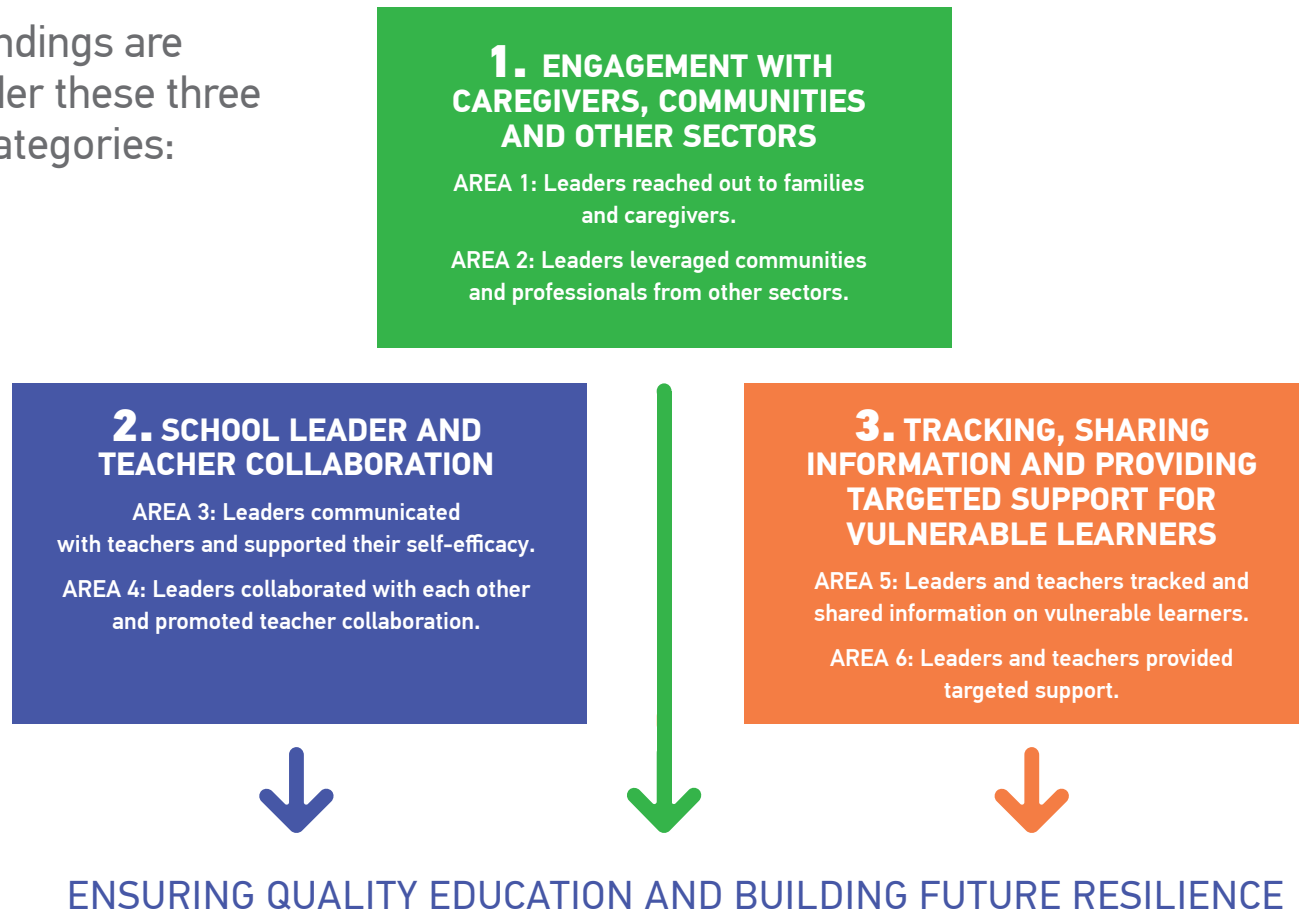 ndings are
these three
ategories:
1. ENGAGEMENT WITH
CAREGIVERS, COMMUNITIES
AND OTHER SECTORS
AREA 1: Leaders reached out to families
and caregivers.
AREA 2: Leaders leveraged communities
and professionals from other sectors.
2. SCHOOL LEADER AND
TEACHER COLLABORATION
AREA 3: Leaders communicated
with teachers and supported their self-efficacy.
AREA 4: Leaders collaborated with each other
and promoted teacher collaboration.
3. TRACKING, SHARING
INFORMATION AND PROVIDING
TARGETED SUPPORT FOR
VULNERABLE LEARNERS
AREA 5: Leaders and teachers tracked and
shared information on vulnerable learners.
AREA 6: Leaders and teachers provided
targeted support.
ENSURING QUALITY EDUCATION AND BUILDING FUTURE RESILIENCE